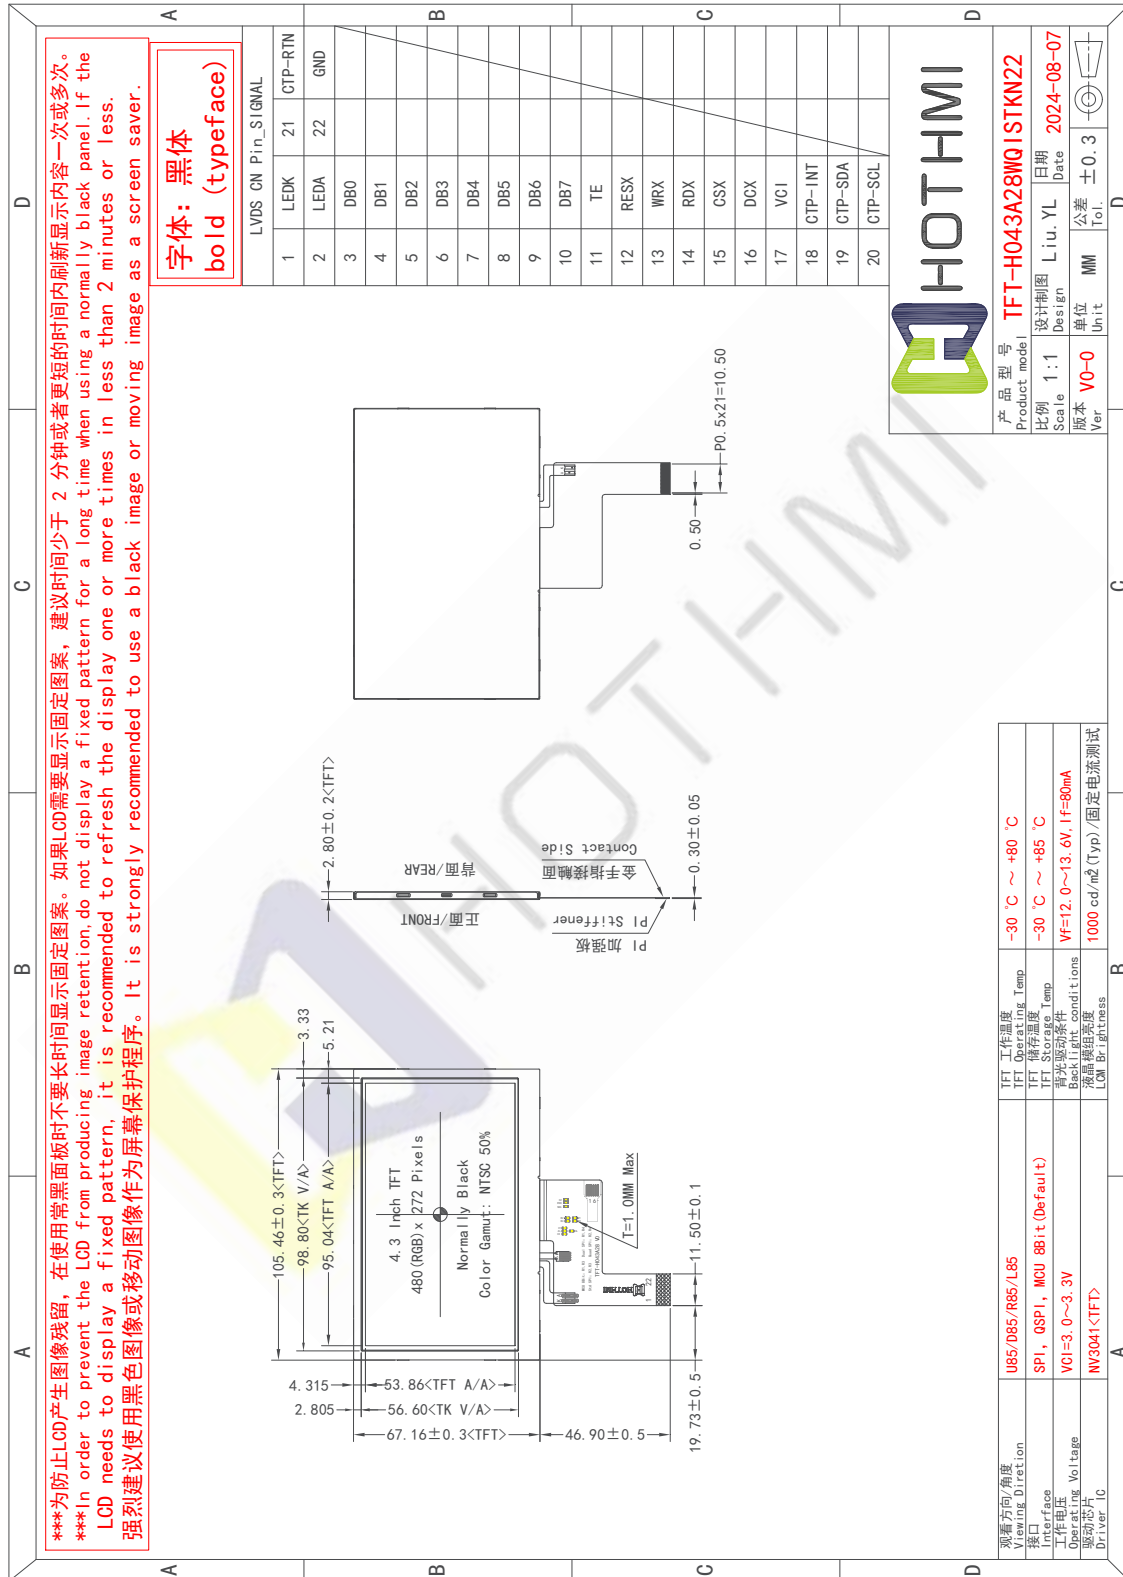 ***为防止LCD产生图像残留, 在使用常黑面板时不要长时间显示固定图案。如果LCD需要显示固定图案, 建议时间少于 2 分钟或者更短的时间内刷新显示内容一次或多次。
***In order to prevent the LCD from producing image retention,do not display a fixed pattern for a long time when using a normally black panel.If the
LCD needs to display a fixed pattern, it is recommended to refresh the display one or more times in less than 2 minutes or less.
强烈建议使用黑色图像或移动图像作为屏幕保护程序。It is strongly recommended to use a black image or moving image as a screen saver.
字体: 黑体
bold (typeface)
LVDS CN Pin_SIGNAL
1 LEDK 21 CTP-RTN
2 LEDA 22 GND
3 DB0
4 DB1
5 DB2
6 DB3
7 DB4
8 DB5
9 DB6
10 DB7
11 TE
12 RESX
13 WRX
14 RDX
15 CSX
16 DCX
17 VCI
18 CTP-INT
19 CTP-SDA
20 CTP-SCL
A B C D
A B C D
A B C D
A B C D
105.46±0.3<TFT>
98.80<TK V/A>
3.33
95.04<TFT A/A>
5.21
4.3 Inch TFT
480(RGB)x 272 Pixels
Normally Black
Color Gamut: NTSC 50%
4.315
53.86<TFT A/A>
2.805
56.60<TK V/A>
67.16±0.3<TFT>
46.90±0.5
19.73±0.5
11.50±0.1
T=1.0MM Max
HOTHMI
1 22
2.80±0.2<TFT>
正面/FRONT
背面/REAR
PI 加强板
PI Stiffener
金手指接触面
Contact Side
0.30±0.05
0.50
P0.5x21=10.50
HOTHMI
观看方向/角度
Viewing Diretion
U85/D85/R85/L85
TFT 工作温度
TFT Operating Temp
-30 °C ～ +80 °C
接口
Interface
SPI, QSPI, MCU 8Bit(Default)
TFT 储存温度
TFT Storage Temp
-30 °C ～ +85 °C
工作电压
Operating Voltage
VCI=3.0～3.3V
背光驱动条件
Backlight conditions
Vf=12.0～13.6V,If=80mA
驱动芯片
Driver IC
NV3041<TFT>
液晶模组亮度
LCM Brightness
1000 cd/m2(Typ)/固定电流测试
HOTHMI
产 品 型 号
Product model
TFT-H043A28WQISTKN22
比例
Scale
1:1
设计制图
Design
Liu.YL
日期
Date
2024-08-07
版本
Ver
V0-0
单位
Unit
MM
公差
Tol.
±0.3